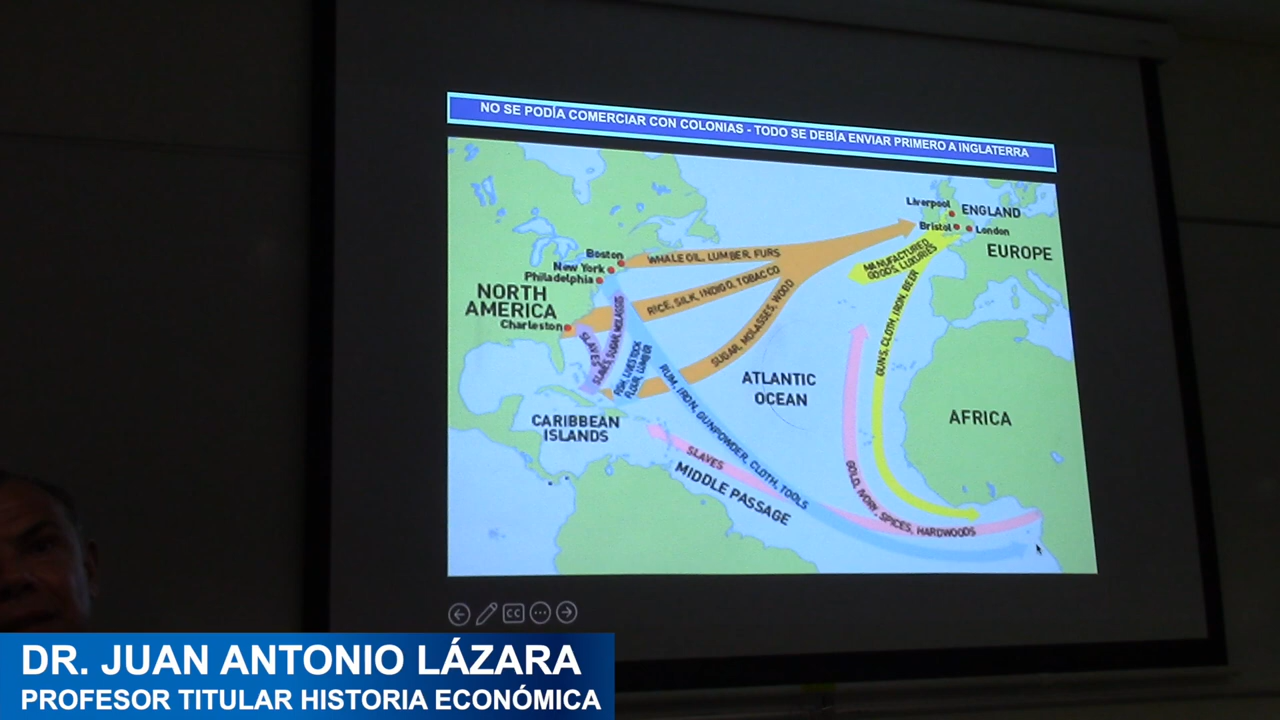 NO SE PODÍA COMERCIAR CON COLONIAS - TODO SE DEBÍA ENVIAR PRIMERO A INGLATERRA
Liverpool
ENGLAND
Bristol
London
EUROPE
Boston
WHALE OIL, LUMBER, FURS
MANUFACTURED
GOODS, LUXURIES
New York
Philadelphia
RICE, SILK, INDIGO, TOBACCO
NORTH
AMERICA
Charleston
SLAVES
SLAVES, SUGAR, MOLASSES
FISH, LIVESTOCK
FLOUR, LUMBER
SUGAR, MOLASSES, WOOD
GUNS, CLOTH, IRON, BEER
RUM, IRON, GUNPOWDER, CLOTH, TOOLS
ATLANTIC
OCEAN
AFRICA
CARIBBEAN
ISLANDS
SLAVES
MIDDLE PASSAGE
GOLD, IVORY, SPICES, HARDWOODS
CC
DR. JUAN ANTONIO LÁZARA
PROFESOR TITULAR HISTORIA ECONÓMICA